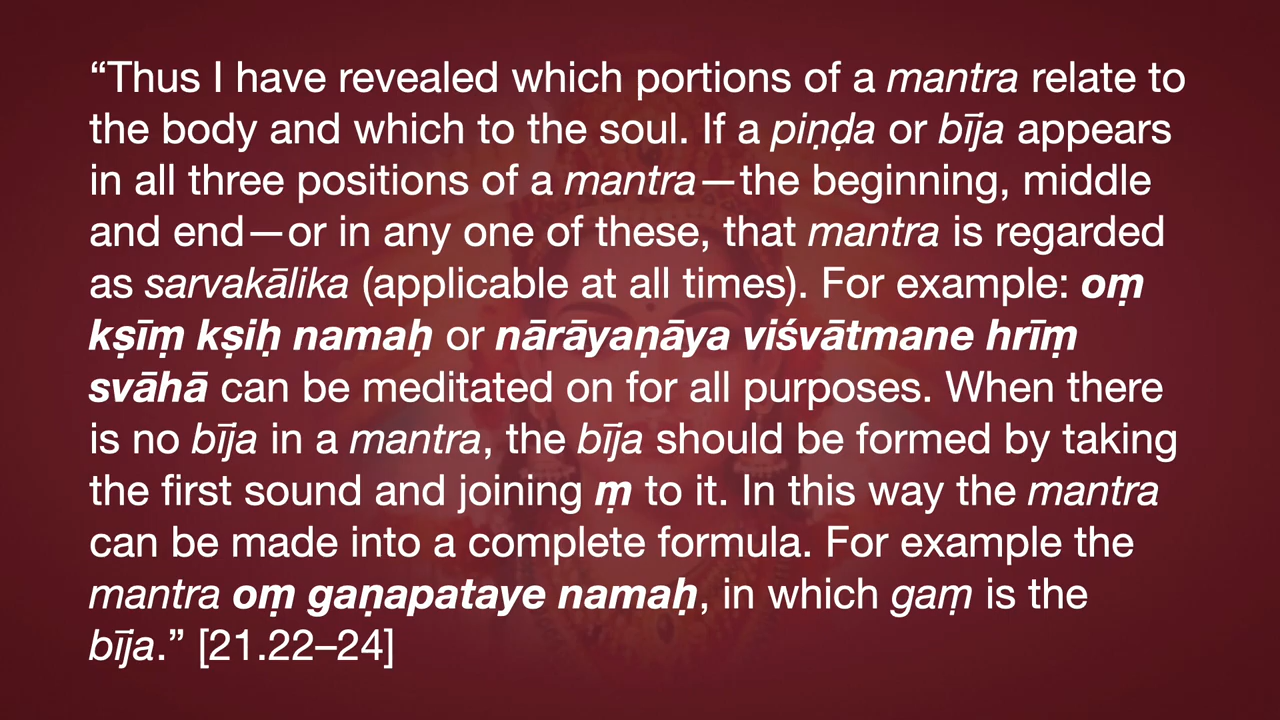 “Thus I have revealed which portions of a mantra relate to
the body and which to the soul. If a piṇḍa or bīja appears
in all three positions of a mantra—the beginning, middle
and end—or in any one of these, that mantra is regarded
as sarvakālika (applicable at all times). For example: oṃ
kṣīṃ kṣiḥ namaḥ or nārāyaṇāya viśvātmane hrīṃ
svāhā can be meditated on for all purposes. When there
is no bīja in a mantra, the bīja should be formed by taking
the first sound and joining ṃ to it. In this way the mantra
can be made into a complete formula. For example the
mantra oṃ gaṇapataye namaḥ, in which gaṃ is the
bīja.” [21.22–24]